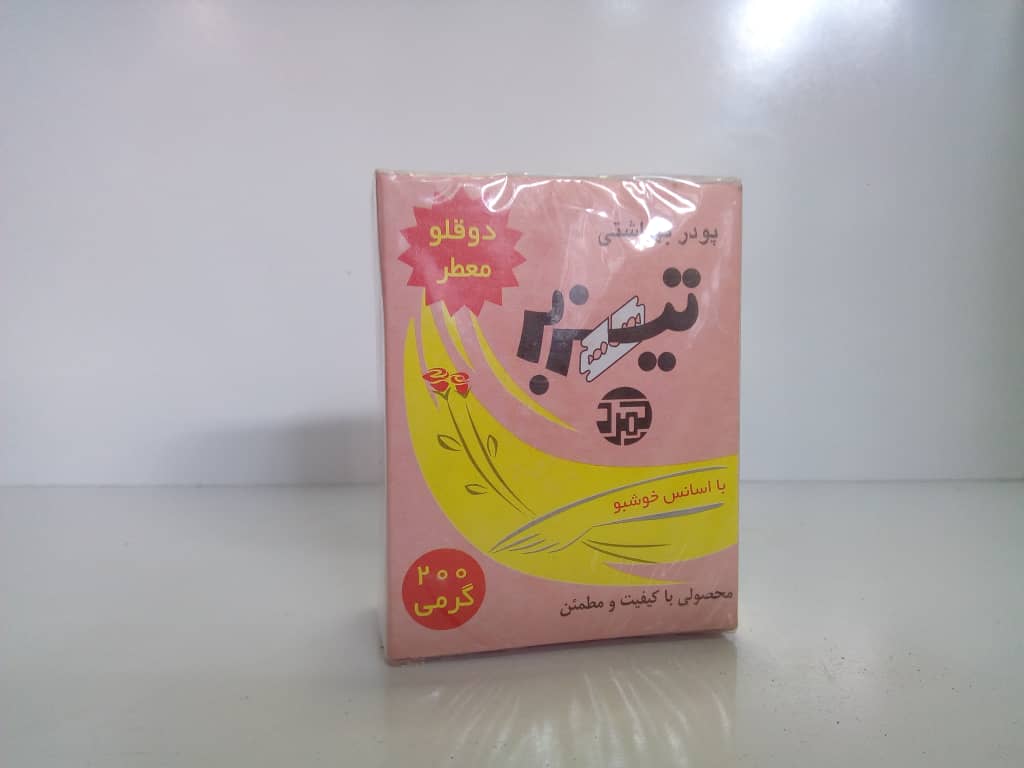 دوقلو
معطر
پودر بهداشتی
تیزبر
با اسانس خوشبو
۲۰۰
گرمی
محصولی با کیفیت و مطمئن